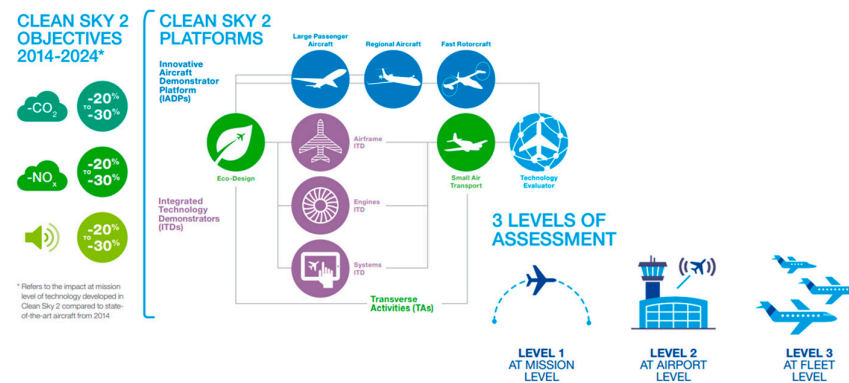 CLEAN SKY 2
OBJECTIVES
2014-2024*
-CO2
-20%
TO
-30%
-NOx
-20%
TO
-30%
-20%
TO
-30%
* Refers to the impact at mission
level of technology developed in
Clean Sky 2 compared to state-
of-the-art aircraft from 2014
CLEAN SKY 2
PLATFORMS
Innovative
Aircraft
Demonstrator
Platform
(IADPs)
Large Passenger
Aircraft
Regional Aircraft
Fast Rotorcraft
Eco-Design
Airframe
ITD
Small Air
Transport
Technology
Evaluator
Integrated
Technology
Demonstrators
(ITDs)
Engines
ITD
Systems
ITD
Transverse
Activities (TAs)
3 LEVELS OF
ASSESSMENT
LEVEL 1
AT MISSION
LEVEL
LEVEL 2
AT AIRPORT
LEVEL
LEVEL 3
AT FLEET
LEVEL